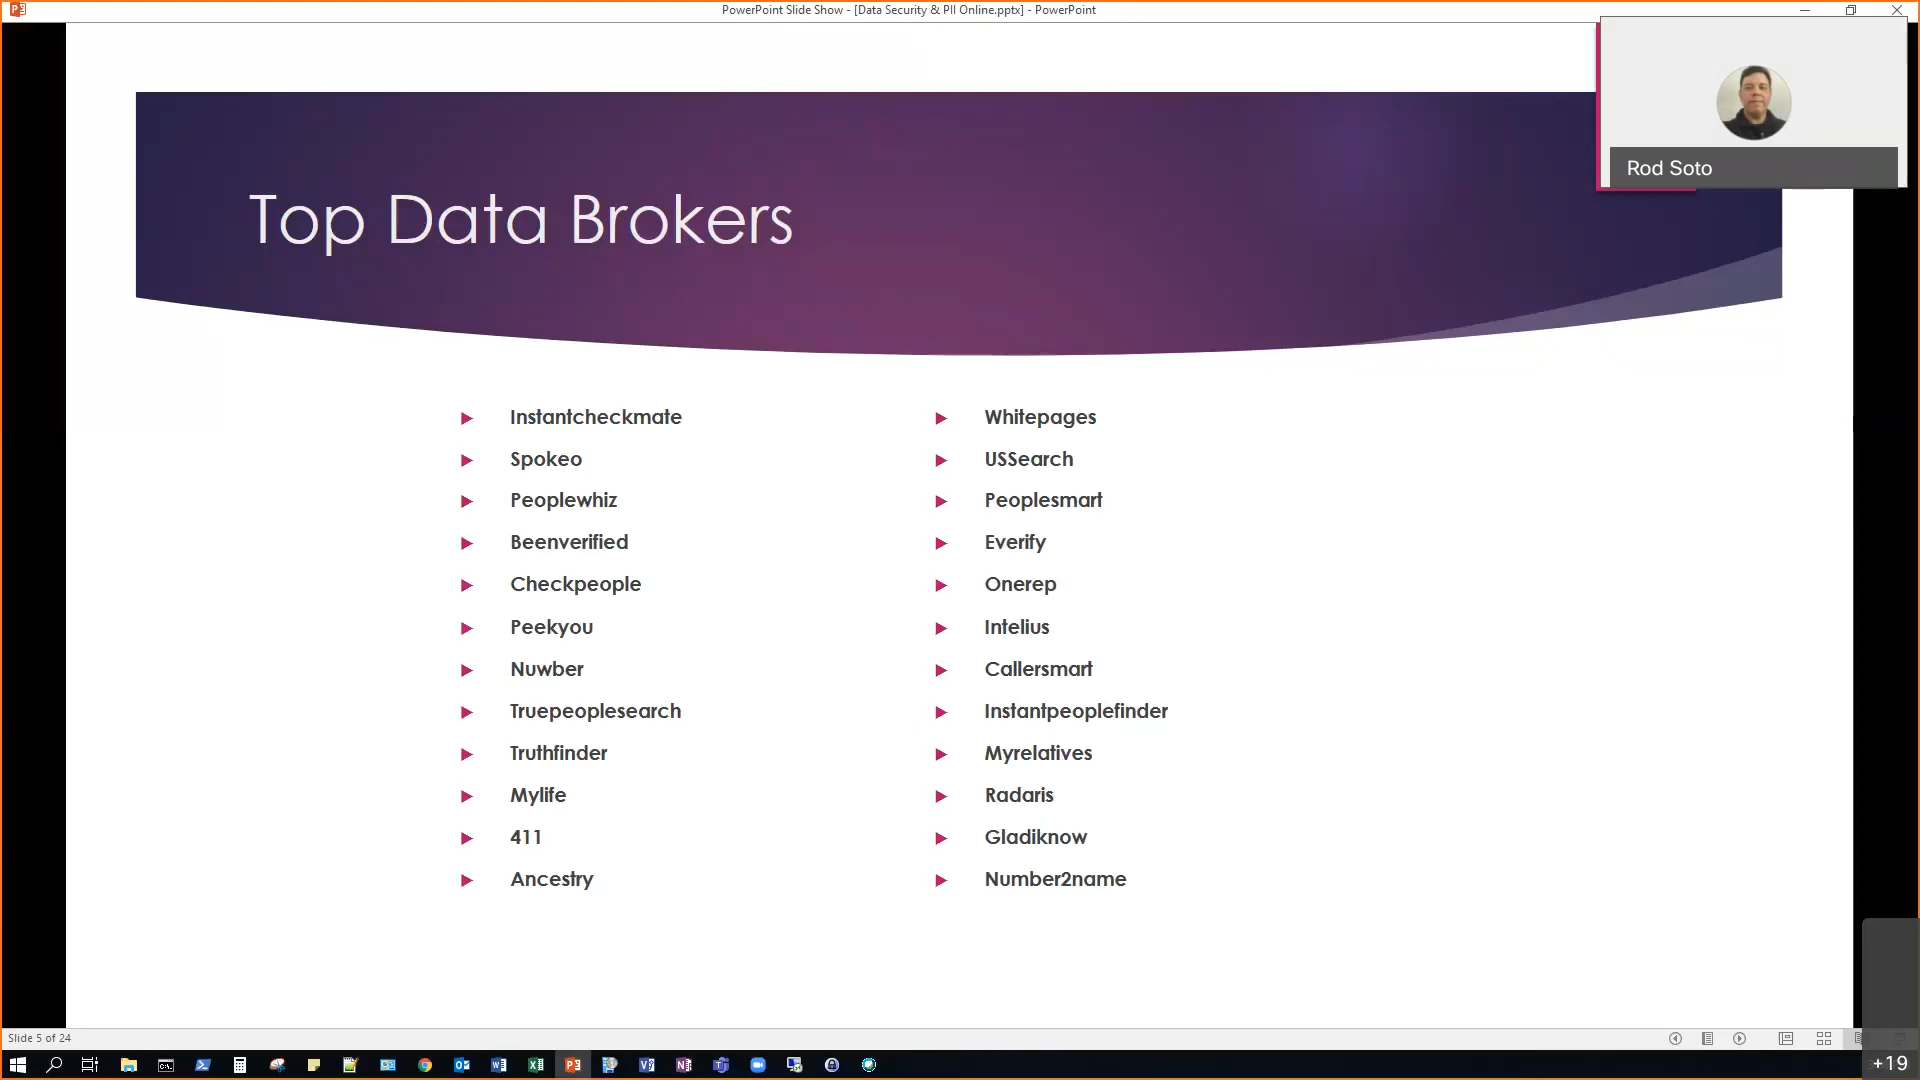 PowerPoint Slide Show - [Data Security & PII Online.pptx] - PowerPoint
Rod Soto
Top Data Brokers
Instantcheckmate
Spokeo
Peoplewhiz
Beenverified
Checkpeople
Peekyou
Nuwber
Truepeoplesearch
Truthfinder
Mylife
411
Ancestry
Whitepages
USSearch
Peoplesmart
Everify
Onerep
Intelius
Callersmart
Instantpeoplefinder
Myrelatives
Radaris
Gladiknow
Number2name
Slide 5 of 24
+19